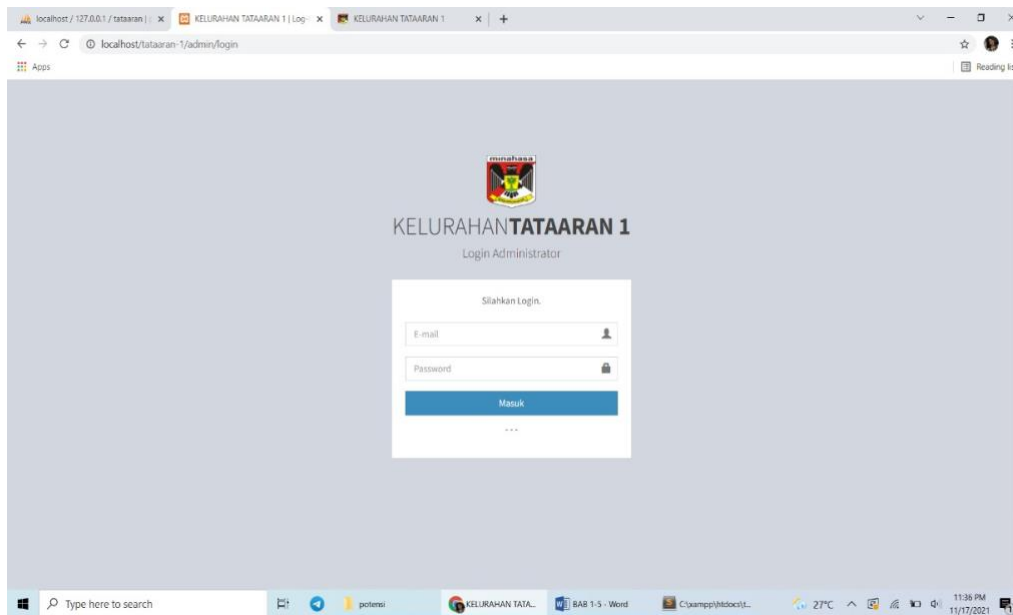 localhost / 127.0.0.1 / tataaran |
KELURAHAN TATAARAN 1 | Log
KELURAHAN TATAARAN 1
localhost/tataaran-1/admin/login
Apps
Reading lis
minahasa
KELURAHANTATAARAN 1
Login Administrator
Silahkan Login.
E-mail
Password
Masuk
...
Type here to search
potensi
KELURAHAN TATA...
BAB 1-5 - Word
C:\xampp\htdocs\t...
27°C
11:36 PM
11/17/2021